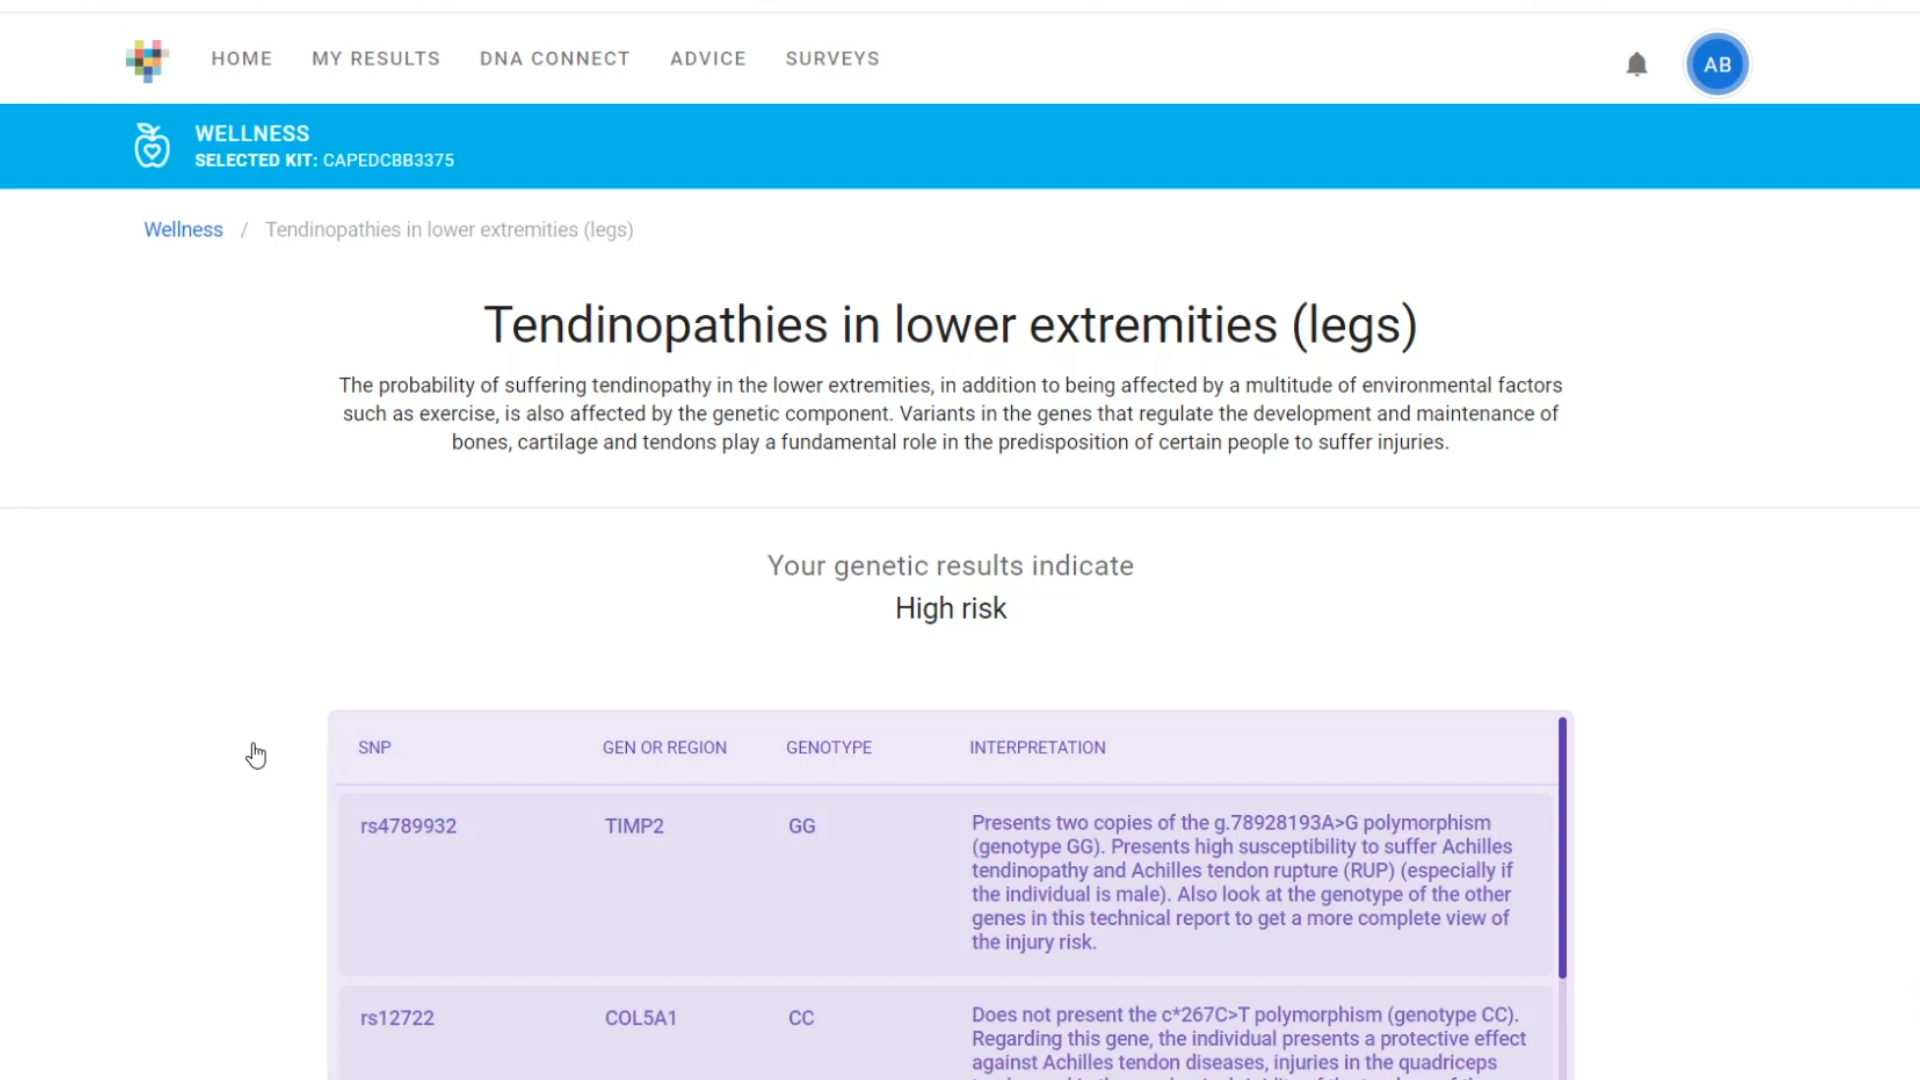 HOME MY RESULTS DNA CONNECT ADVICE SURVEYS AB
WELLNESS
SELECTED KIT: CAPEDCBB3375
Wellness / Tendinopathies in lower extremities (legs)
Tendinopathies in lower extremities (legs)
The probability of suffering tendinopathy in the lower extremities, in addition to being affected by a multitude of environmental factors
such as exercise, is also affected by the genetic component. Variants in the genes that regulate the development and maintenance of
bones, cartilage and tendons play a fundamental role in the predisposition of certain people to suffer injuries.
Your genetic results indicate
High risk
SNP GEN OR REGION GENOTYPE INTERPRETATION
rs4789932 TIMP2 GG Presents two copies of the g.78928193A>G polymorphism
(genotype GG). Presents high susceptibility to suffer Achilles
tendinopathy and Achilles tendon rupture (RUP) (especially if
the individual is male). Also look at the genotype of the other
genes in this technical report to get a more complete view of
the injury risk.
rs12722 COL5A1 CC Does not present the c*267C>T polymorphism (genotype CC).
Regarding this gene, the individual presents a protective effect
against Achilles tendon diseases, injuries in the quadriceps